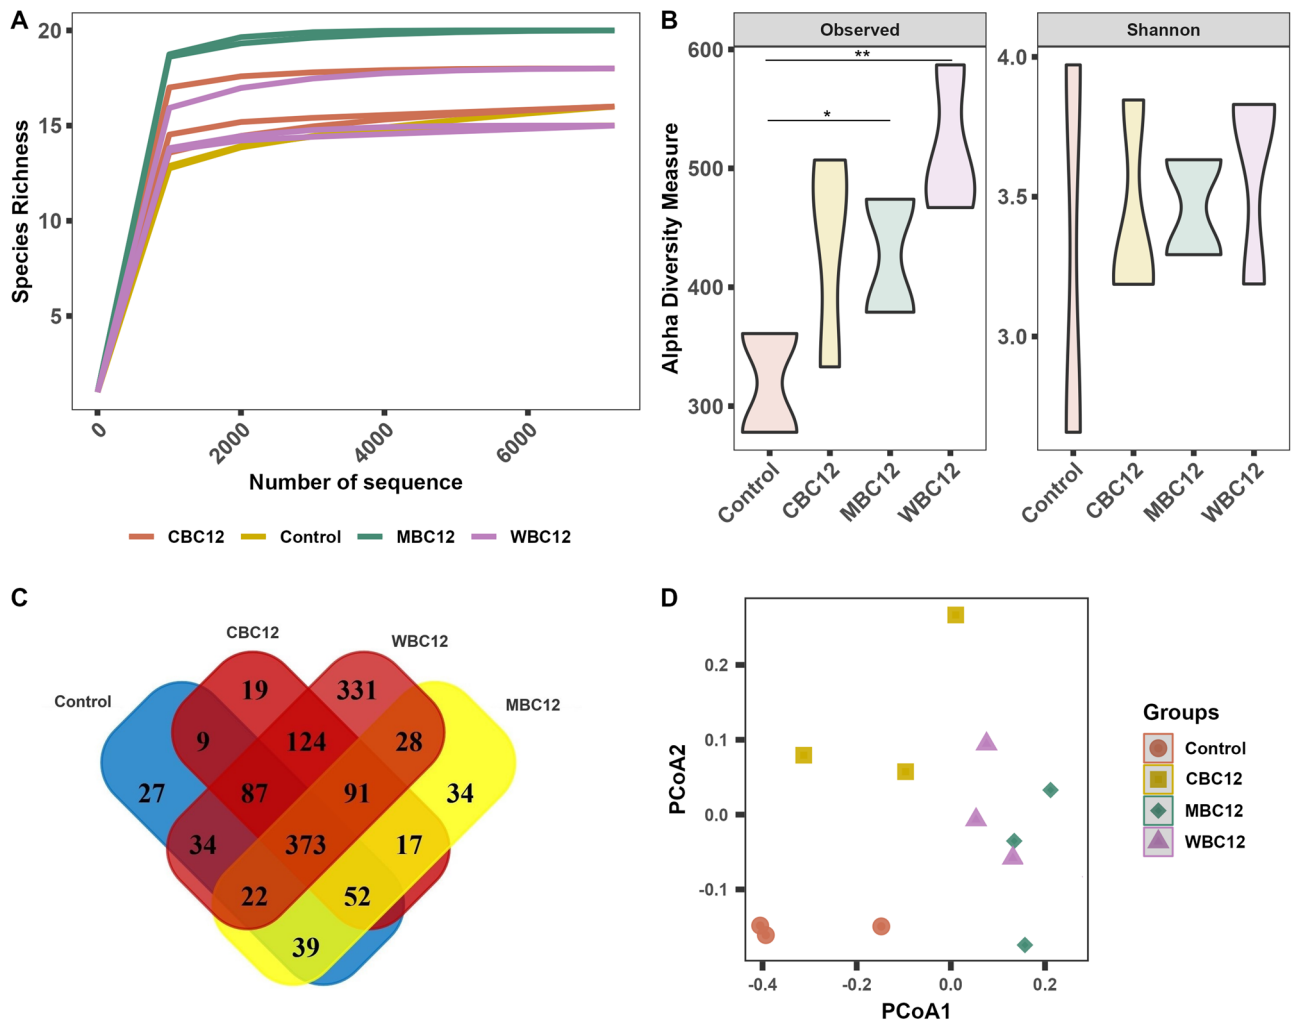 A
Species Richness
20
15
10
5
0
2000
4000
6000
Number of sequence
CBC12
Control
MBC12
WBC12
B
Alpha Diversity Measure
Observed
600
500
400
300
**
*
Control
CBC12
MBC12
WBC12
Shannon
4.0
3.5
3.0
Control
CBC12
MBC12
WBC12
C
CBC12
WBC12
Control
MBC12
19
331
9
124
28
27
87
91
34
34
373
17
22
52
39
D
PCoA2
0.2
0.1
0.0
-0.1
-0.4
-0.2
0.0
0.2
PCoA1
Groups
Control
CBC12
MBC12
WBC12